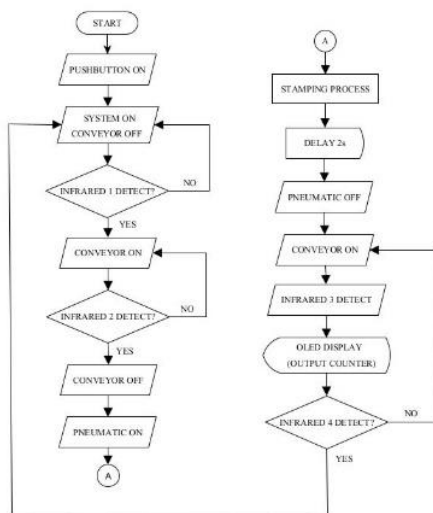 START
PUSHBUTTON ON
SYSTEM ON
CONVEYOR OFF
INFRARED 1 DETECT?
NO
YES
CONVEYOR ON
INFRARED 2 DETECT?
NO
YES
CONVEYOR OFF
PNEUMATIC ON
A
A
STAMPING PROCESS
DELAY 2s
PNEUMATIC OFF
CONVEYOR ON
INFRARED 3 DETECT
OLED DISPLAY
(OUTPUT COUNTER)
INFRARED 4 DETECT?
NO
YES